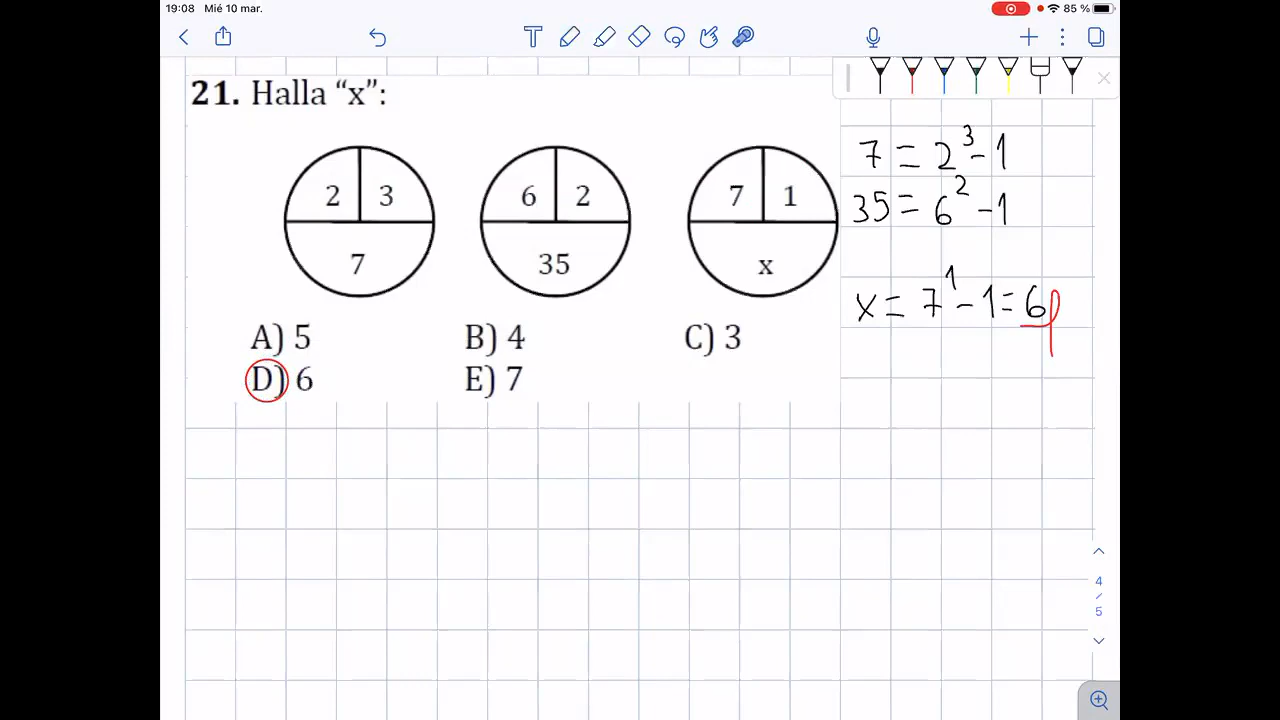 19:08 Mié 10 mar.
85 %
21. Halla “x”:
2 3
7
6 2
35
7 1
x
A) 5
B) 4
C) 3
D) 6
E) 7
7 = 2³ - 1
35 = 6² - 1
x = 7¹ - 1 = 6
4
/
5